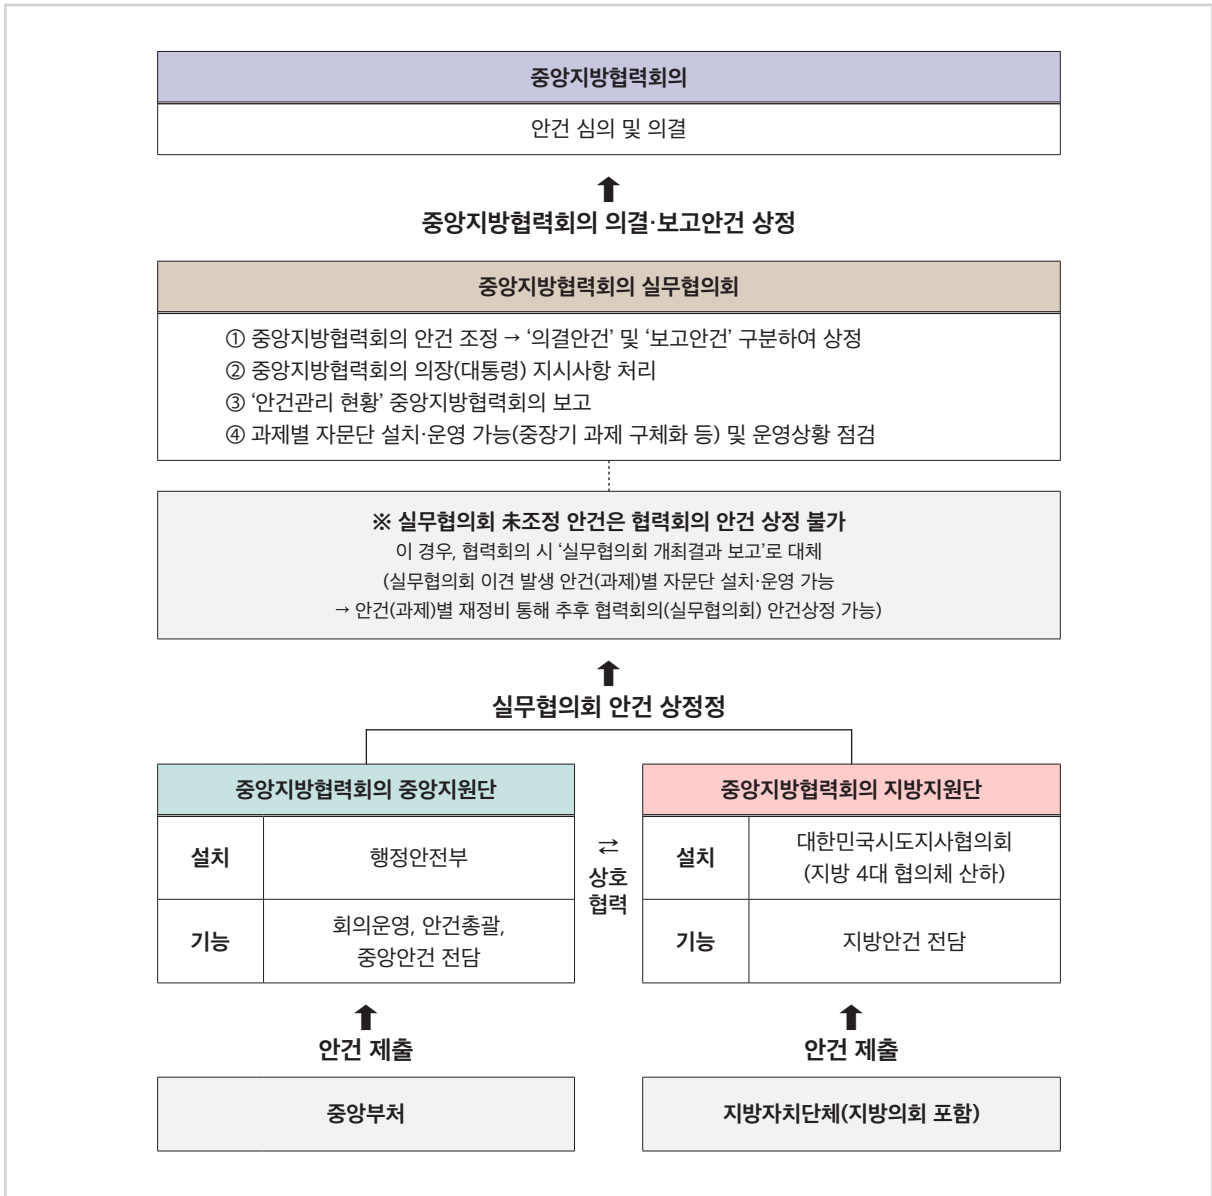 중앙지방협력회의
안건 심의 및 의결
중앙지방협력회의 의결·보고안건 상정
중앙지방협력회의 실무협의회
① 중앙지방협력회의 안건 조정 → ‘의결안건’ 및 ‘보고안건’ 구분하여 상정
② 중앙지방협력회의 의장(대통령) 지시사항 처리
③ ‘안건관리 현황’ 중앙지방협력회의 보고
④ 과제별 자문단 설치·운영 가능(중장기 과제 구체화 등) 및 운영상황 점검
※ 실무협의회 未조정 안건은 협력회의 안건 상정 불가
이 경우, 협력회의 시 ‘실무협의회 개최결과 보고’로 대체
(실무협의회 이견 발생 안건(과제)별 자문단 설치·운영 가능
→ 안건(과제)별 재정비 통해 추후 협력회의(실무협의회) 안건상정 가능)
실무협의회 안건 상정정
중앙지방협력회의 중앙지원단
설치
행정안전부
기능
회의운영, 안건총괄,
중앙안건 전담
⇄
상호
협력
중앙지방협력회의 지방지원단
설치
대한민국시도지사협의회
(지방 4대 협의체 산하)
기능
지방안건 전담
안건 제출
안건 제출
중앙부처
지방자치단체(지방의회 포함)